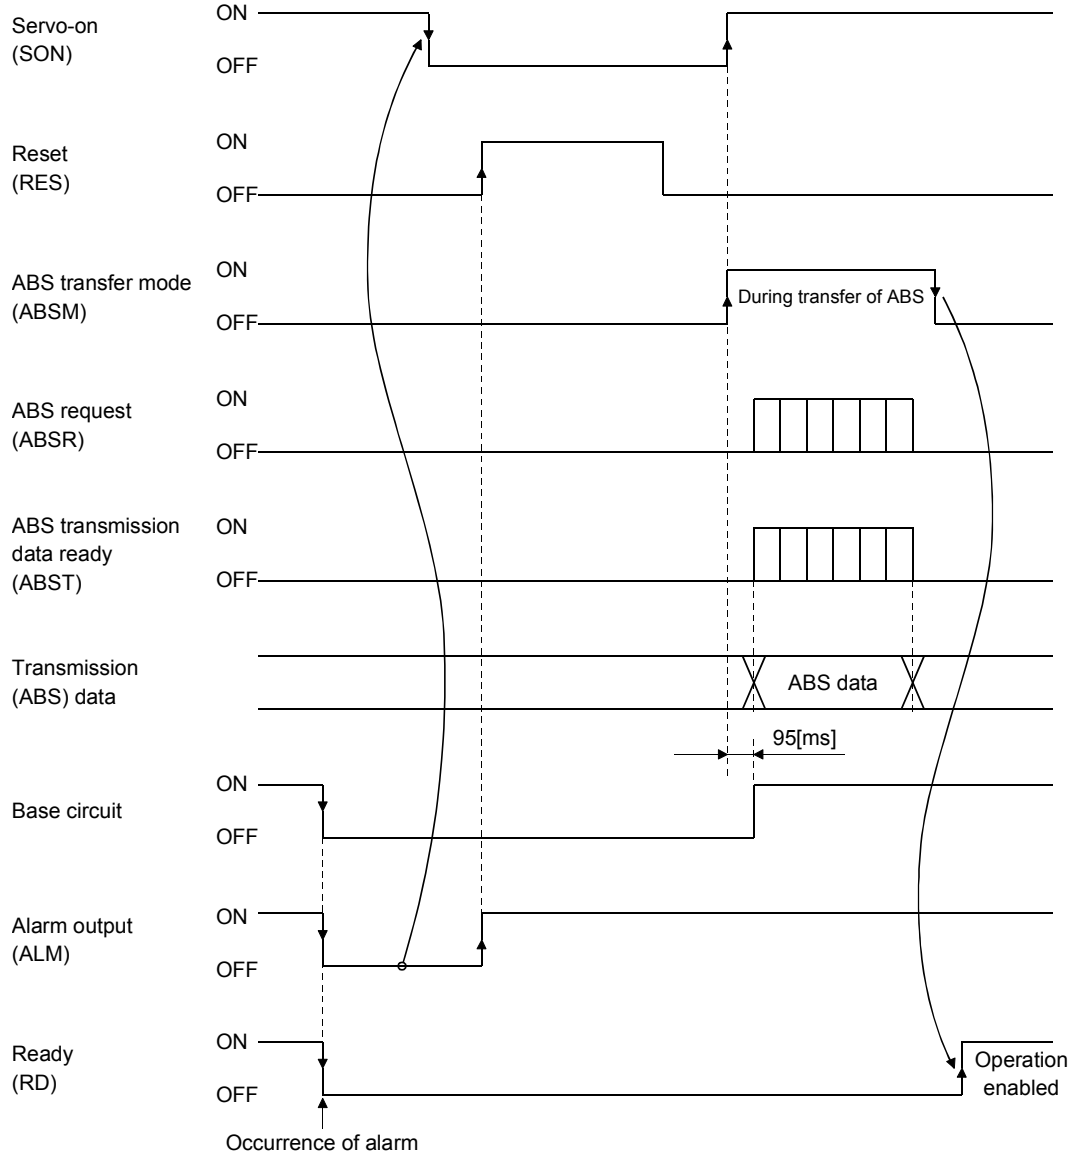 Servo-on
(SON)
ON
OFF
Reset
(RES)
ON
OFF
ABS transfer mode
(ABSM)
ON
OFF
During transfer of ABS
ABS request
(ABSR)
ON
OFF
ABS transmission
data ready
(ABST)
ON
OFF
Transmission
(ABS) data
ABS data
95[ms]
Base circuit
ON
OFF
Alarm output
(ALM)
ON
OFF
Ready
(RD)
ON
OFF
Operation
enabled
Occurrence of alarm